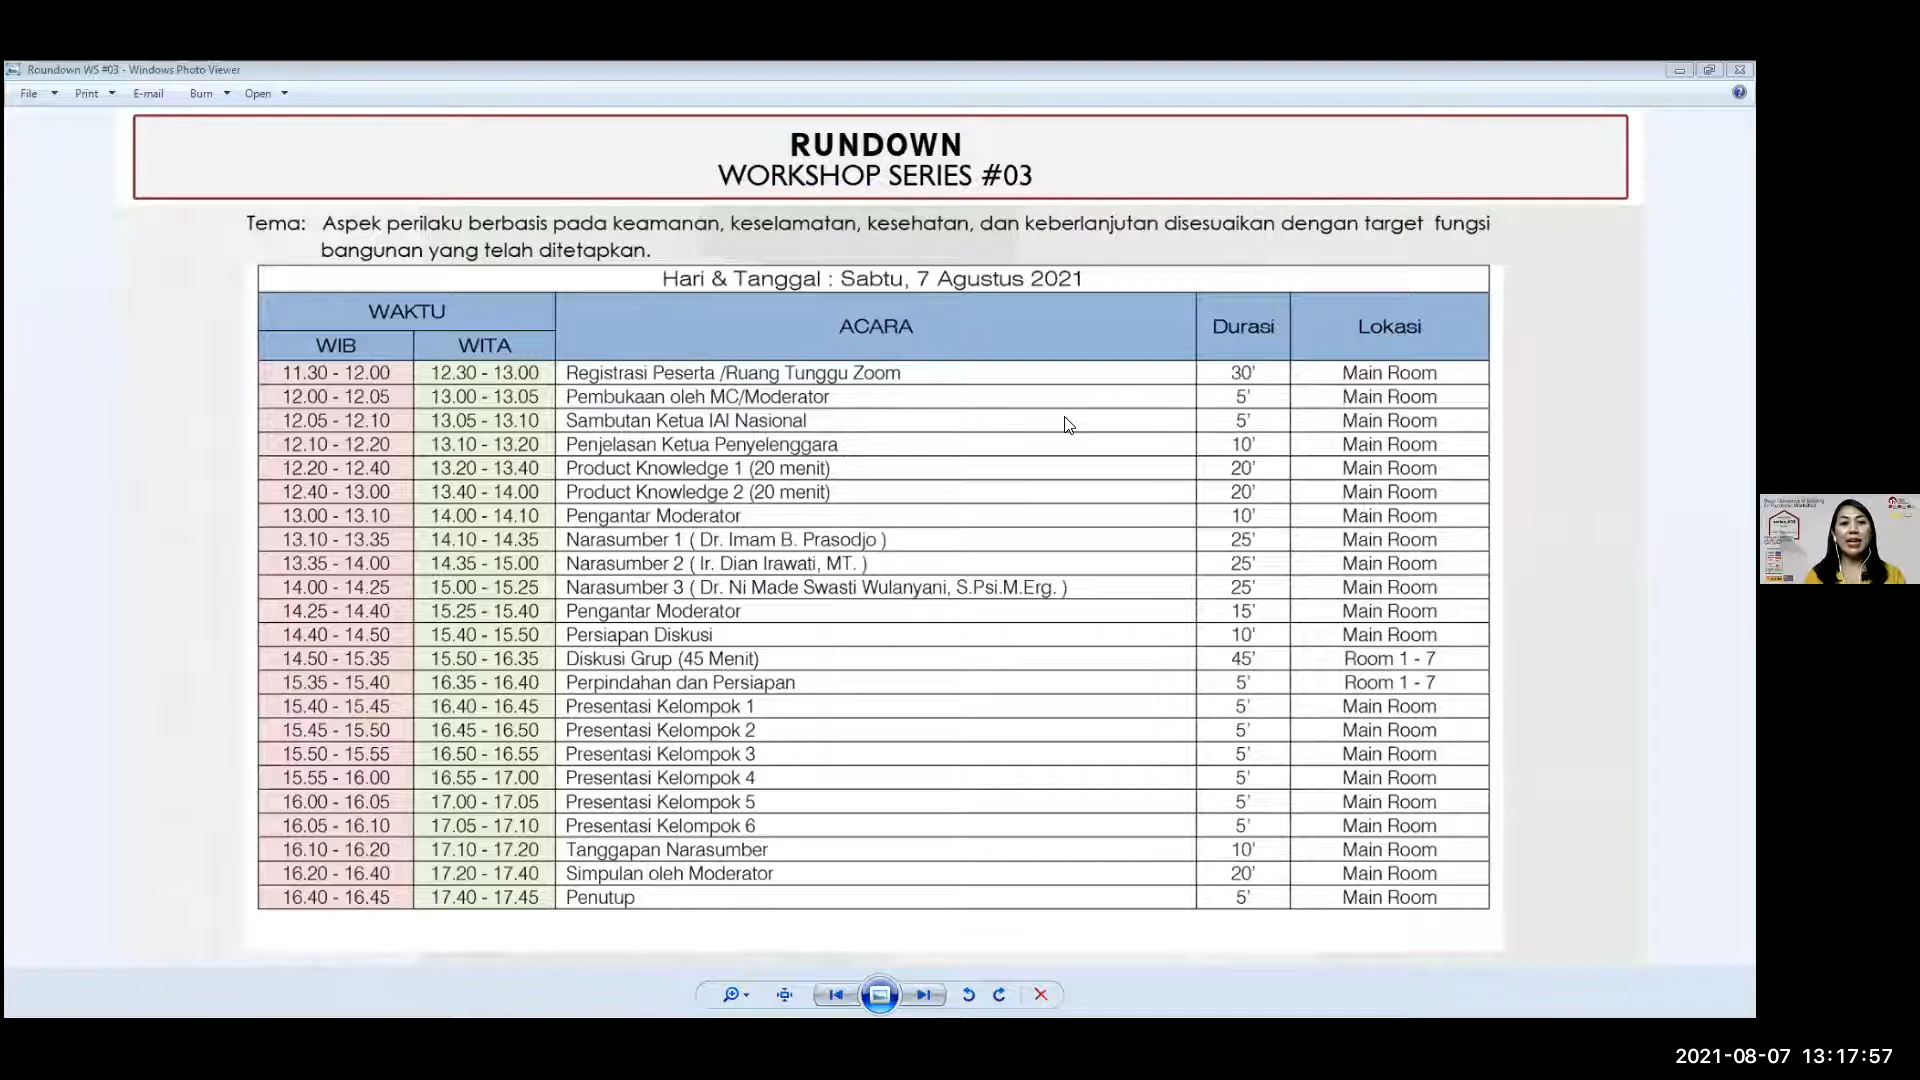 Roundown WS #03 - Windows Photo Viewer
File Print E-mail Burn Open
RUNDOWN
WORKSHOP SERIES #03
Tema: Aspek perilaku berbasis pada keamanan, keselamatan, kesehatan, dan keberlanjutan disesuaikan dengan target fungsi
bangunan yang telah ditetapkan.
Hari & Tanggal : Sabtu, 7 Agustus 2021
WAKTU ACARA Durasi Lokasi
WIB WITA
11.30 - 12.00 12.30 - 13.00 Registrasi Peserta /Ruang Tunggu Zoom 30' Main Room
12.00 - 12.05 13.00 - 13.05 Pembukaan oleh MC/Moderator 5' Main Room
12.05 - 12.10 13.05 - 13.10 Sambutan Ketua IAI Nasional 5' Main Room
12.10 - 12.20 13.10 - 13.20 Penjelasan Ketua Penyelenggara 10' Main Room
12.20 - 12.40 13.20 - 13.40 Product Knowledge 1 (20 menit) 20' Main Room
12.40 - 13.00 13.40 - 14.00 Product Knowledge 2 (20 menit) 20' Main Room
13.00 - 13.10 14.00 - 14.10 Pengantar Moderator 10' Main Room
13.10 - 13.35 14.10 - 14.35 Narasumber 1 ( Dr. Imam B. Prasodjo ) 25' Main Room
13.35 - 14.00 14.35 - 15.00 Narasumber 2 ( Ir. Dian Irawati, MT. ) 25' Main Room
14.00 - 14.25 15.00 - 15.25 Narasumber 3 ( Dr. Ni Made Swasti Wulanyani, S.Psi.M.Erg. ) 25' Main Room
14.25 - 14.40 15.25 - 15.40 Pengantar Moderator 15' Main Room
14.40 - 14.50 15.40 - 15.50 Persiapan Diskusi 10' Main Room
14.50 - 15.35 15.50 - 16.35 Diskusi Grup (45 Menit) 45' Room 1 - 7
15.35 - 15.40 16.35 - 16.40 Perpindahan dan Persiapan 5' Room 1 - 7
15.40 - 15.45 16.40 - 16.45 Presentasi Kelompok 1 5' Main Room
15.45 - 15.50 16.45 - 16.50 Presentasi Kelompok 2 5' Main Room
15.50 - 15.55 16.50 - 16.55 Presentasi Kelompok 3 5' Main Room
15.55 - 16.00 16.55 - 17.00 Presentasi Kelompok 4 5' Main Room
16.00 - 16.05 17.00 - 17.05 Presentasi Kelompok 5 5' Main Room
16.05 - 16.10 17.05 - 17.10 Presentasi Kelompok 6 5' Main Room
16.10 - 16.20 17.10 - 17.20 Tanggapan Narasumber 10' Main Room
16.20 - 16.40 17.20 - 17.40 Simpulan oleh Moderator 20' Main Room
16.40 - 16.45 17.40 - 17.45 Penutup 5' Main Room
2021-08-07 13:17:57